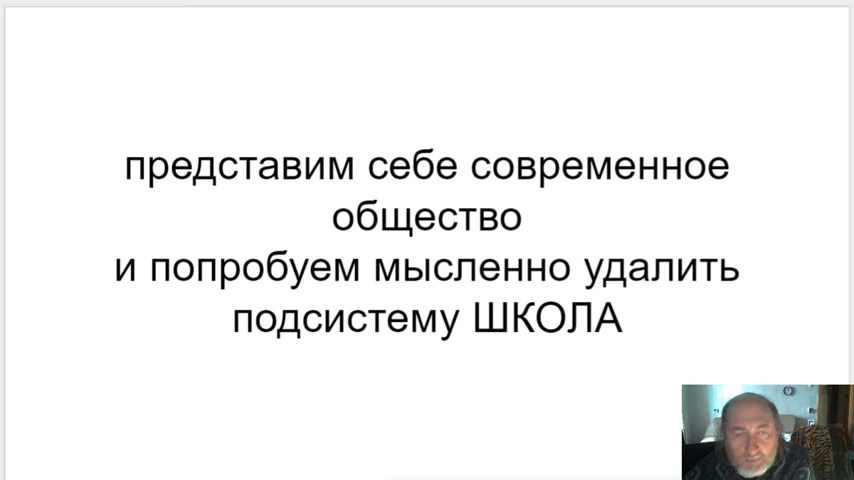 представим себе современное
общество
и попробуем мысленно удалить
подсистему ШКОЛА